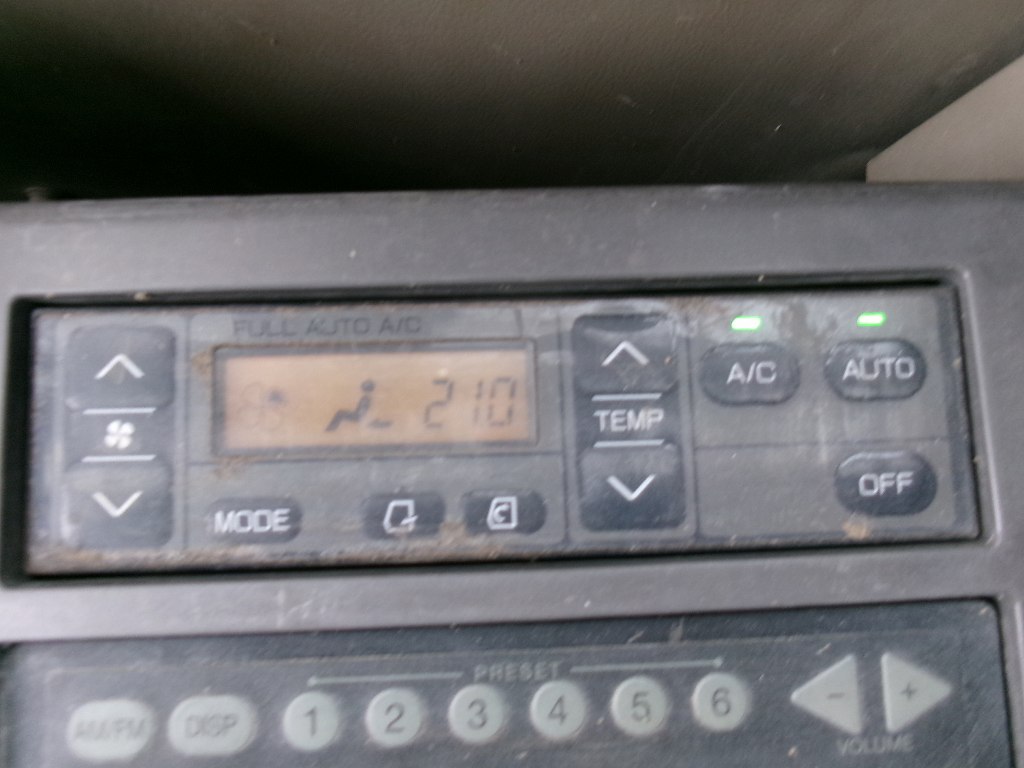 FULL AUTO A/C
210
TEMP
A/C
AUTO
MODE
OFF
PRESET
AM/FM
DISP
1 2 3 4 5 6
- +
VOLUME